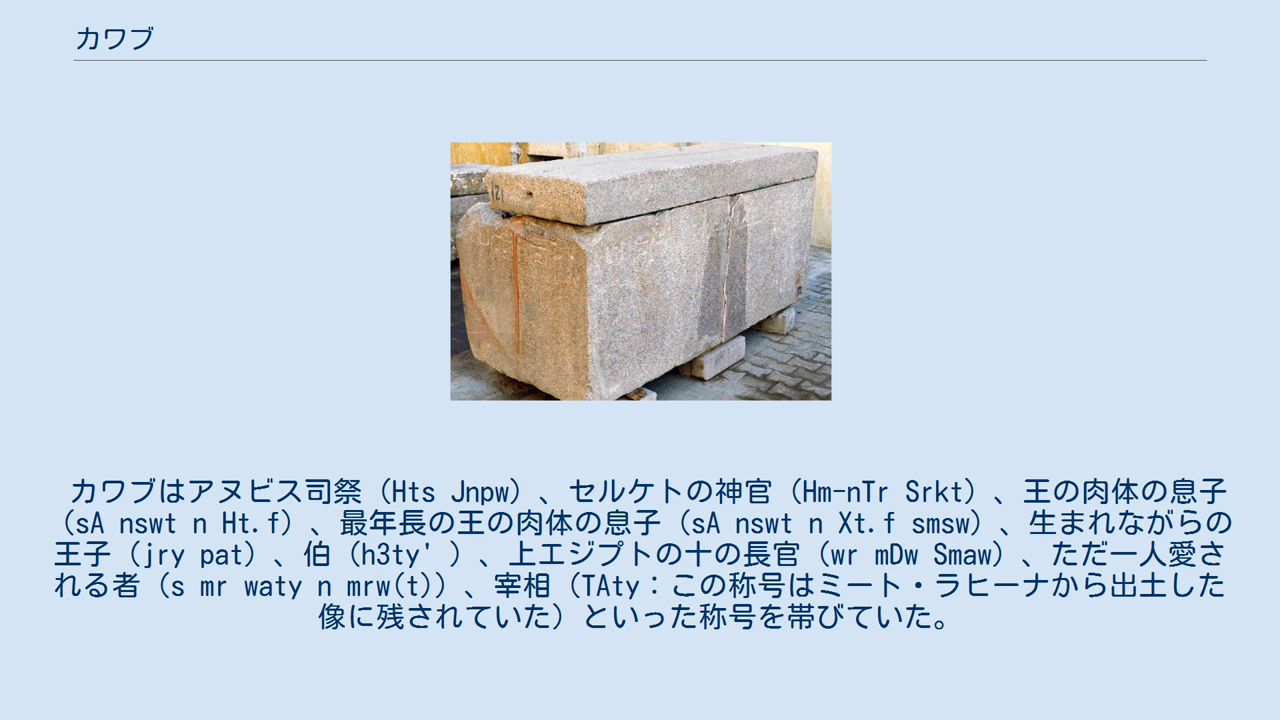 カワブ
カワブはアヌビス司祭（Hts Jnpw）、セルケトの神官（Hm-nTr Srkt）、王の肉体の息子
（sA nswt n Ht.f）、最年長の王の肉体の息子（sA nswt n Xt.f smsw）、生まれながらの
王子（jry pat）、伯（h3ty'）、上エジプトの十の長官（wr mDw Smaw）、ただ一人愛さ
れる者（s mr waty n mrw(t)）、宰相（TAty：この称号はミート・ラヒーナから出土した
像に残されていた）といった称号を帯びていた。